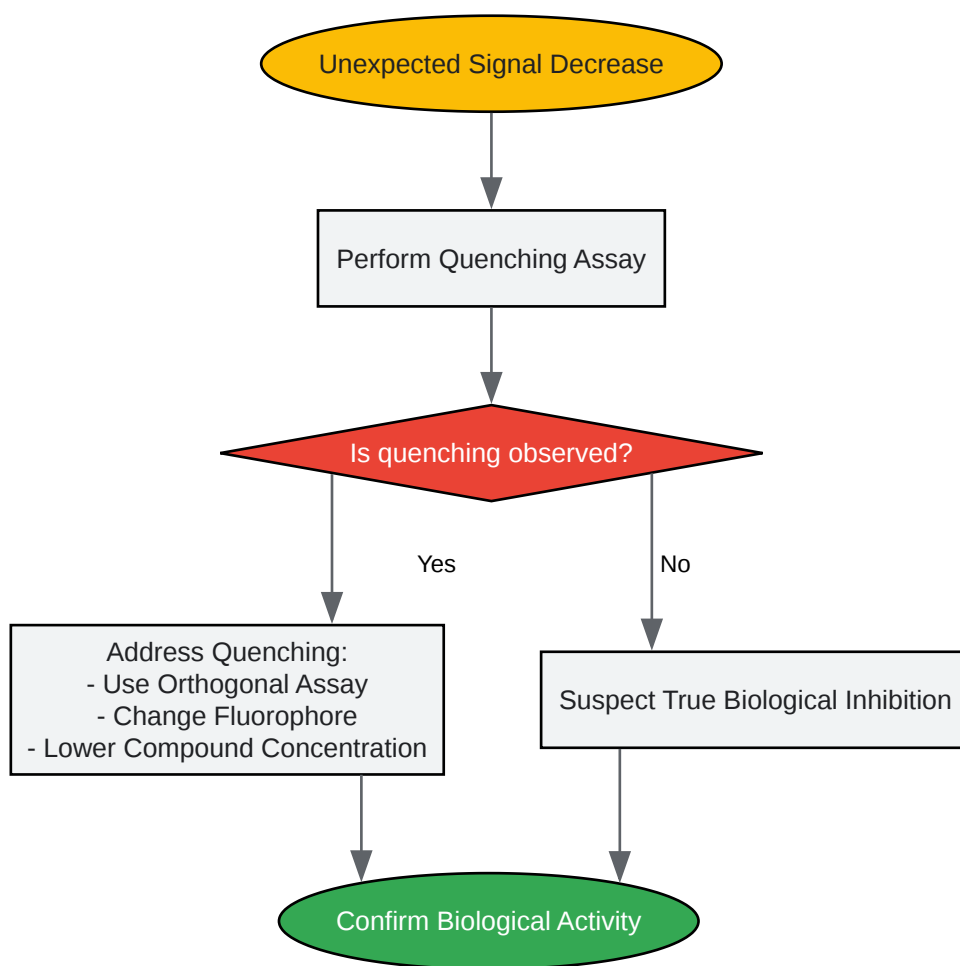 Unexpected Signal Decrease
Perform Quenching Assay
Is quenching observed?
Yes
No
Address Quenching:
- Use Orthogonal Assay
- Change Fluorophore
- Lower Compound Concentration
Suspect True Biological Inhibition
Confirm Biological Activity